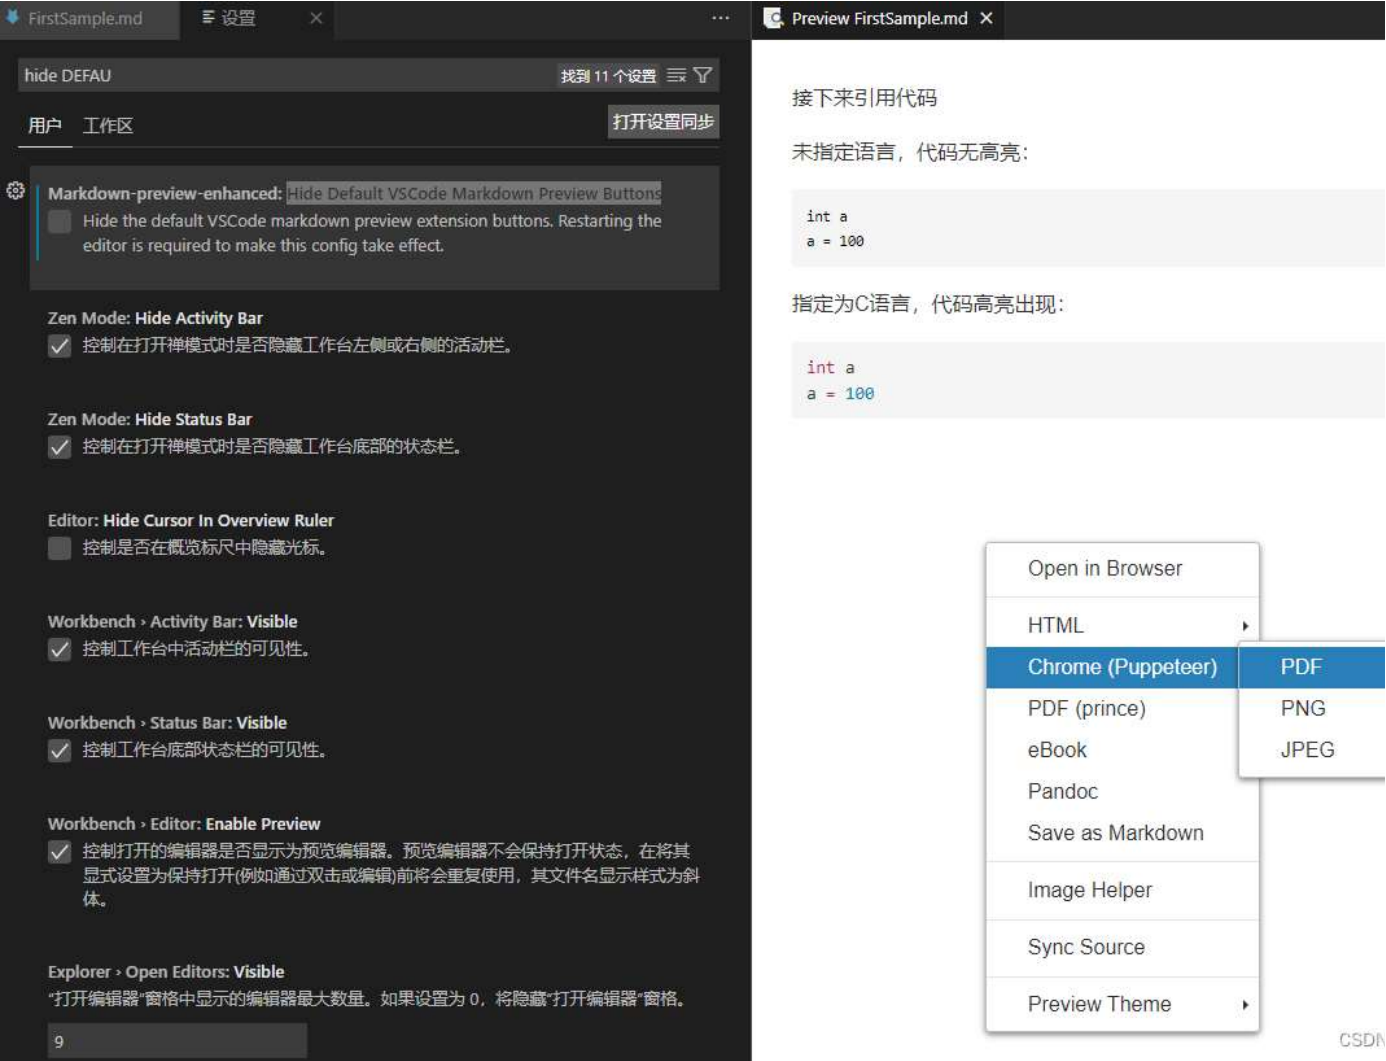 FirstSample.md
设置
Preview FirstSample.md
hide DEFAU
找到 11 个设置
用户
工作区
打开设置同步
Markdown-preview-enhanced: Hide Default VSCode Markdown Preview Buttons
Hide the default VSCode markdown preview extension buttons. Restarting the
editor is required to make this config take effect.
Zen Mode: Hide Activity Bar
控制在打开禅模式时是否隐藏工作台左侧或右侧的活动栏。
Zen Mode: Hide Status Bar
控制在打开禅模式时是否隐藏工作台底部的状态栏。
Editor: Hide Cursor In Overview Ruler
控制是否在概览标尺中隐藏光标。
Workbench › Activity Bar: Visible
控制工作台中活动栏的可见性。
Workbench › Status Bar: Visible
控制工作台底部状态栏的可见性。
Workbench › Editor: Enable Preview
控制打开的编辑器是否显示为预览编辑器。预览编辑器不会保持打开状态，在将其
显式设置为保持打开(例如通过双击或编辑)前将会重复使用，其文件名显示样式为斜
体。
Explorer › Open Editors: Visible
“打开编辑器”窗格中显示的编辑器最大数量。如果设置为 0，将隐藏“打开编辑器”窗格。
9
接下来引用代码
未指定语言，代码无高亮：
int a
a = 100
指定为C语言，代码高亮出现：
int a
a = 100
Open in Browser
HTML
Chrome (Puppeteer)
PDF (prince)
eBook
Pandoc
Save as Markdown
Image Helper
Sync Source
Preview Theme
PDF
PNG
JPEG
CSDN